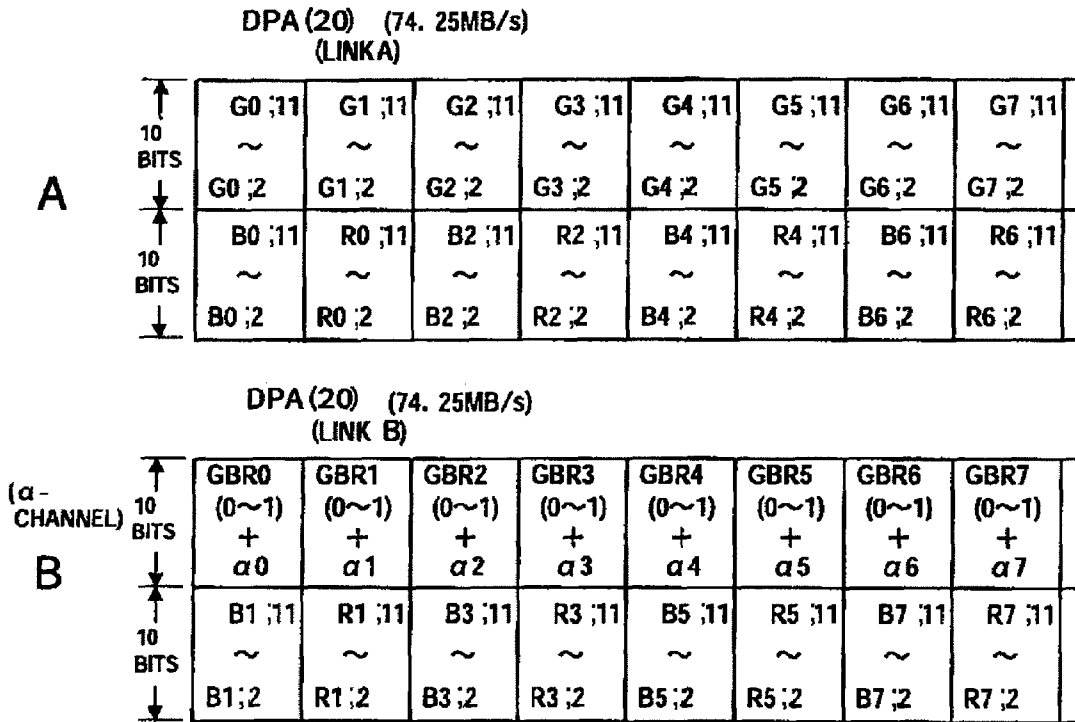 DPA(20) (74. 25MB/s)
(LINKA)
A
10
BITS
G0 ;11 G1 ;11 G2 ;11 G3 ;11 G4 ;11 G5 ;11 G6 ;11 G7 ;11
~ ~ ~ ~ ~ ~ ~ ~
G0 ;2 G1 ;2 G2 ;2 G3 ;2 G4 ;2 G5 ;2 G6 ;2 G7 ;2
10
BITS
B0 ;11 R0 ;11 B2 ;11 R2 ;11 B4 ;11 R4 ;11 B6 ;11 R6 ;11
~ ~ ~ ~ ~ ~ ~ ~
B0 ;2 R0 ;2 B2 ;2 R2 ;2 B4 ;2 R4 ;2 B6 ;2 R6 ;2
DPA(20) (74. 25MB/s)
(LINK B)
(α-
CHANNEL)
B
10
BITS
GBR0 GBR1 GBR2 GBR3 GBR4 GBR5 GBR6 GBR7
(0~1) (0~1) (0~1) (0~1) (0~1) (0~1) (0~1) (0~1)
+ + + + + + + +
α0 α1 α2 α3 α4 α5 α6 α7
10
BITS
B1 ;11 R1 ;11 B3 ;11 R3 ;11 B5 ;11 R5 ;11 B7 ;11 R7 ;11
~ ~ ~ ~ ~ ~ ~ ~
B1;2 R1 ;2 B3 ;2 R3 ;2 B5 ;2 R5 ;2 B7 ;2 R7 ;2